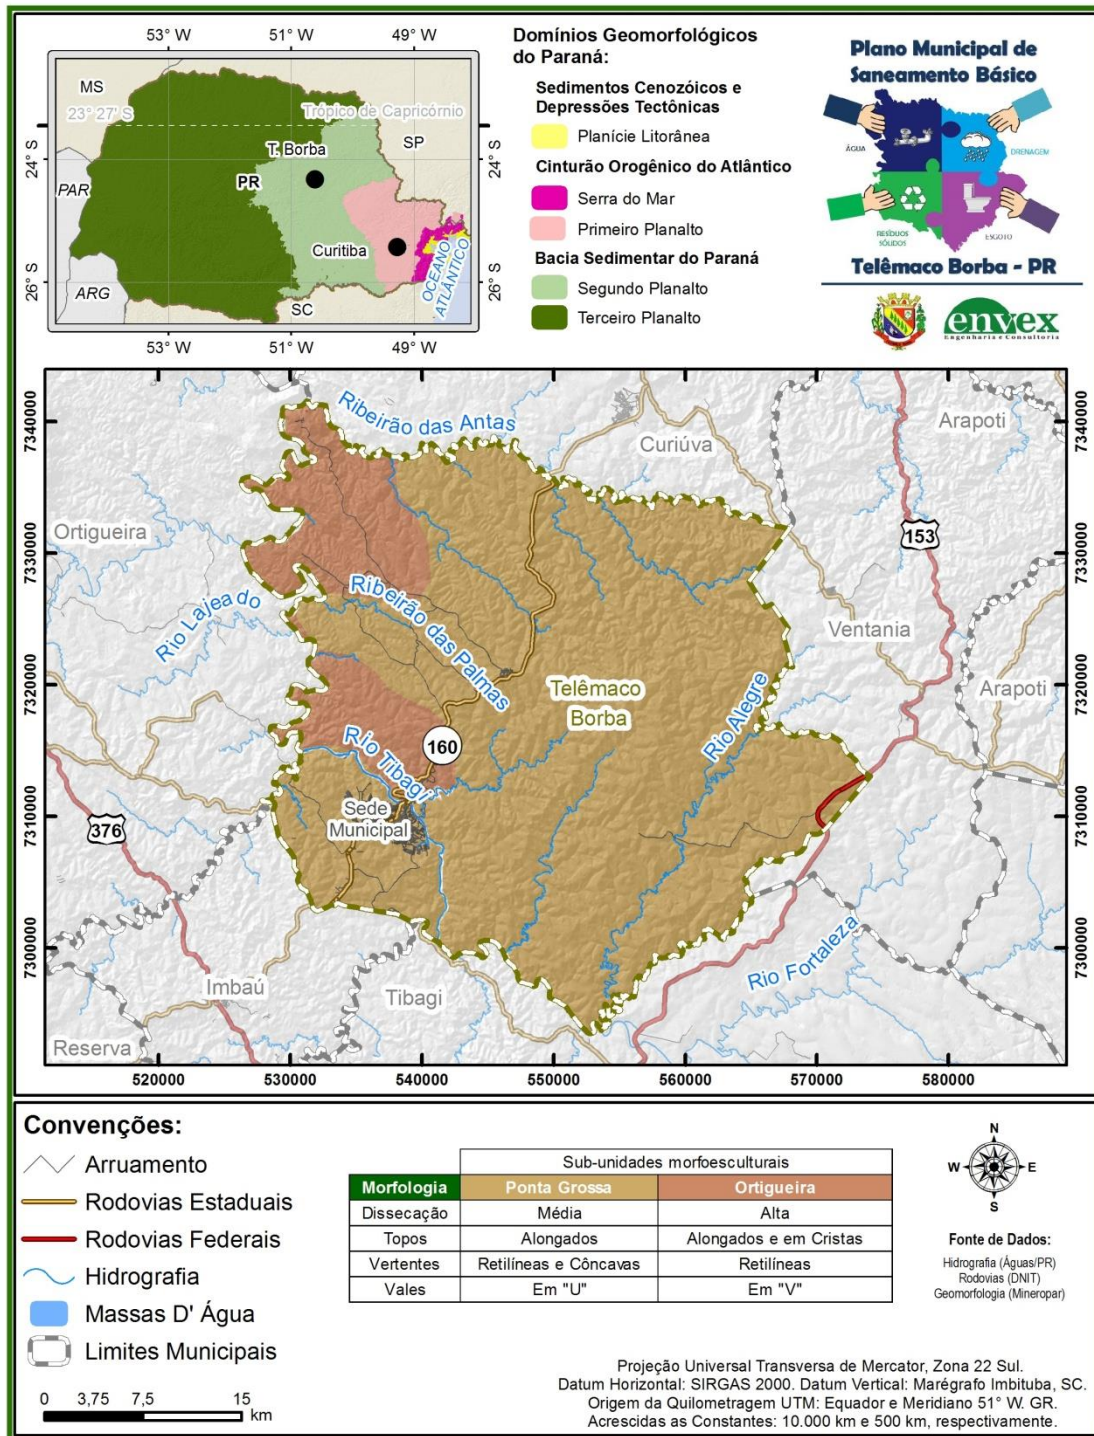 53° W
51° W
49° W
MS
23° 27' S
Trópico de Capricórnio
SP
24° S
24° S
T. Borba
PR
PAR
Curitiba
26° S
26° S
ARG
SC
OCEANO
ATLÂNTICO
53° W
51° W
49° W
Domínios Geomorfológicos
do Paraná:
Sedimentos Cenozóicos e
Depressões Tectônicas
Planície Litorânea
Cinturão Orogênico do Atlântico
Serra do Mar
Primeiro Planalto
Bacia Sedimentar do Paraná
Segundo Planalto
Terceiro Planalto
Plano Municipal de
Saneamento Básico
ÁGUA
DRENAGEM
RESÍDUOS
SÓLIDOS
ESGOTO
Telêmaco Borba - PR
envex
Engenharia e Consultoria
7340000
7330000
7320000
7310000
7300000
Ribeirão das Antas
Curiúva
Arapoti
Ortigueira
153
Rio Lajeado
Ribeirão das Palmas
Ventania
Telêmaco
Borba
Rio Alegre
Arapoti
160
Rio Tibagi
Sede
Municipal
376
Imbaú
Tibagi
Rio Fortaleza
Reserva
7340000
7330000
7320000
7310000
7300000
520000
530000
540000
550000
560000
570000
580000
Convenções:
Arruamento
Rodovias Estaduais
Rodovias Federais
Hidrografia
Massas D' Água
Limites Municipais
0 3,75 7,5 15
km
Sub-unidades morfoesculturais
Morfologia Ponta Grossa Ortigueira
Dissecação Média Alta
Topos Alongados Alongados e em Cristas
Vertentes Retilíneas e Côncavas Retilíneas
Vales Em "U" Em "V"
N
W E
S
Fonte de Dados:
Hidrografia (Águas/PR)
Rodovias (DNIT)
Geomorfologia (Mineropar)
Projeção Universal Transversa de Mercator, Zona 22 Sul.
Datum Horizontal: SIRGAS 2000. Datum Vertical: Marégrafo Imbituba, SC.
Origem da Quilometragem UTM: Equador e Meridiano 51° W. GR.
Acrescidas as Constantes: 10.000 km e 500 km, respectivamente.